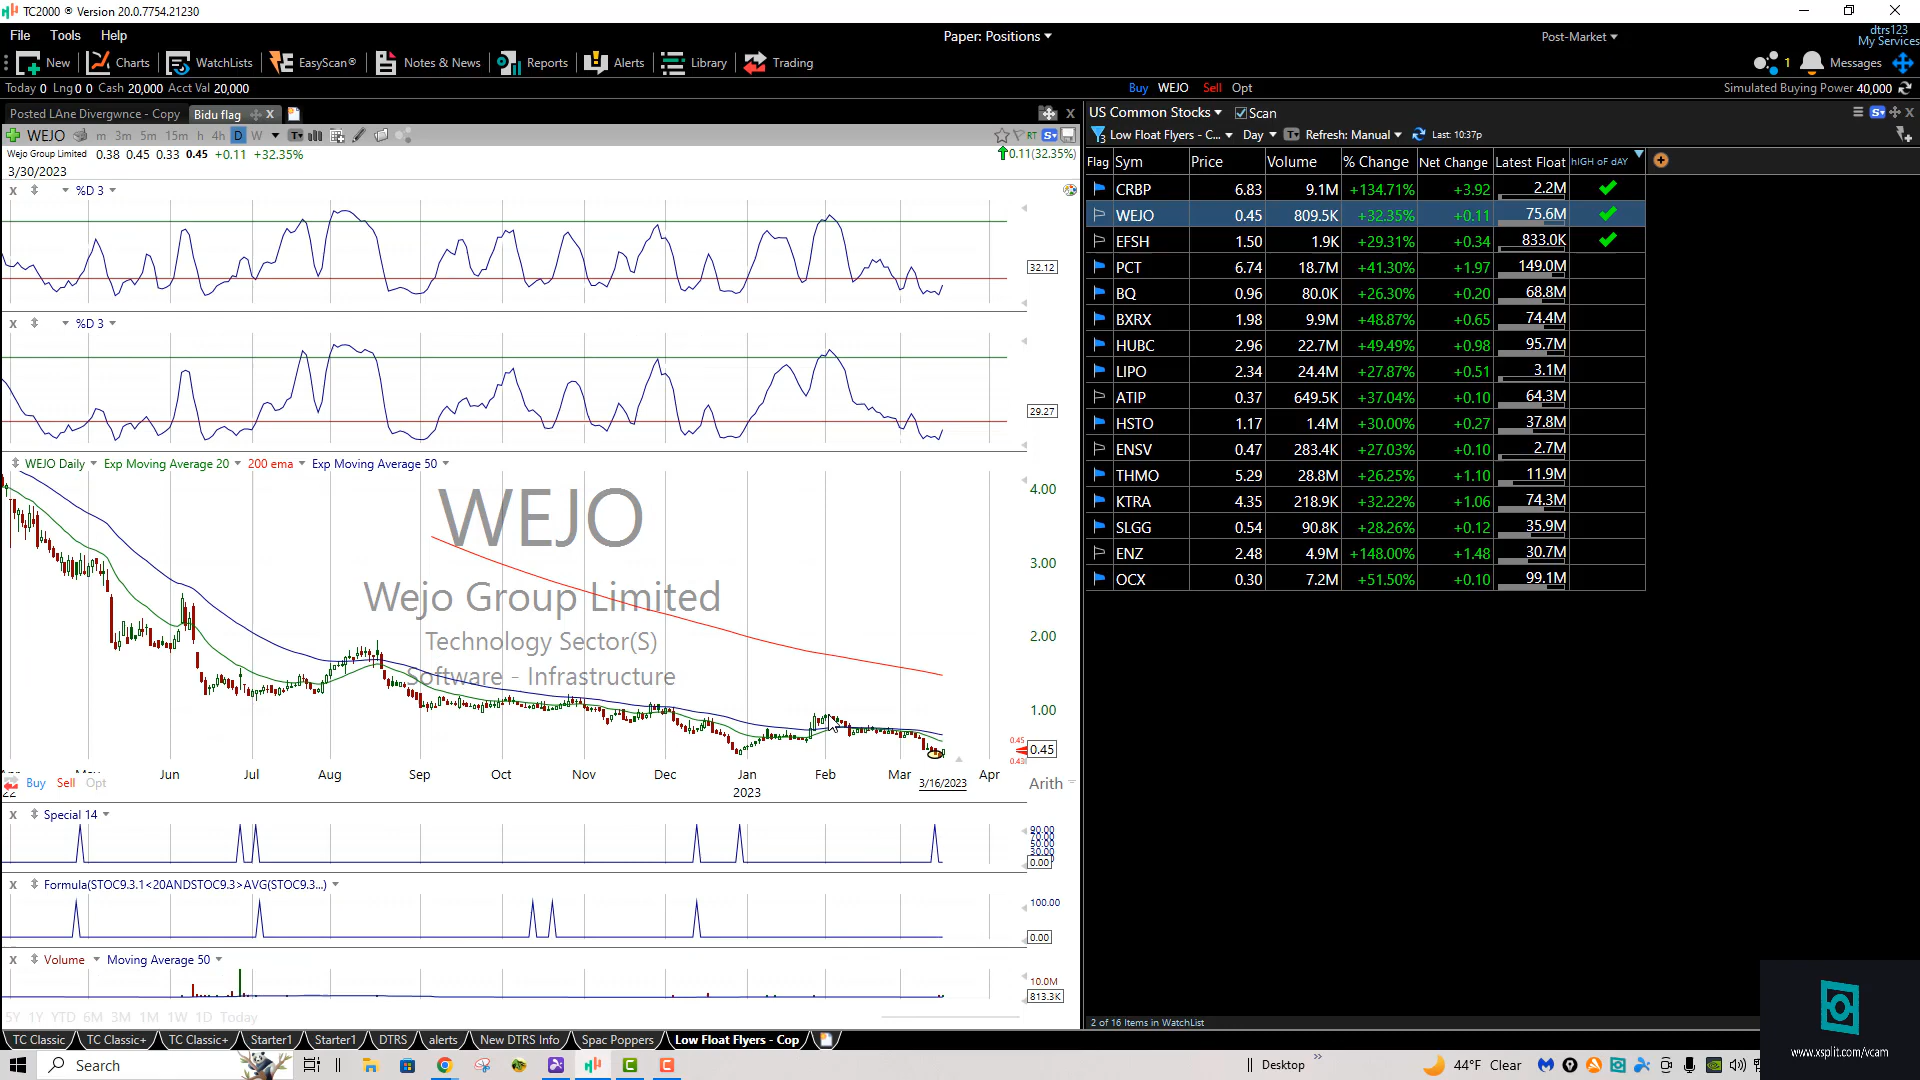 TC2000 ® Version 20.0.7754.21230
File Tools Help
Paper: Positions
Post-Market
dtrs123
My Services
New Charts WatchLists EasyScan® Notes & News Reports Alerts Library Trading
1 Messages
Today 0 Lng 0 0 Cash 20,000 Acct Val 20,000
Buy WEJO Sell Opt
Simulated Buying Power 40,000
Posted LAne Divergwnce - Copy Bidu flag X
WEJO m 3m 5m 15m h 4h D W
RT
Wejo Group Limited 0.38 0.45 0.33 0.45 +0.11 +32.35%
0.11(32.35%)
3/30/2023
X %D 3
32.12
X %D 3
29.27
WEJO Daily Exp Moving Average 20 200 ema Exp Moving Average 50
WEJO
Wejo Group Limited
Technology Sector(S)
Software - Infrastructure
4.00
3.00
2.00
1.00
0.45
0.45
Jun Jul Aug Sep Oct Nov Dec Jan Feb Mar Apr
22
2023
3/16/2023
Buy Sell Opt
Arith
X Special 14
90.00
70.00
50.00
30.00
0.00
X Formula(STOC9.3.1<20ANDSTOC9.3>AVG(STOC9.3...)
100.00
0.00
X Volume Moving Average 50
10.0M
813.3K
5Y 1Y YTD 6M 3M 1M 1W 1D Today
US Common Stocks Scan
Low Float Flyers - C... Day Refresh: Manual Last: 10:37p
Flag Sym Price Volume % Change Net Change Latest Float hIGH OF dAY
CRBP 6.83 9.1M +134.71% +3.92 2.2M
WEJO 0.45 809.5K +32.35% +0.11 75.6M
EFSH 1.50 1.9K +29.31% +0.34 833.0K
PCT 6.74 18.7M +41.30% +1.97 149.0M
BQ 0.96 80.0K +26.30% +0.20 68.8M
BXRX 1.98 9.9M +48.87% +0.65 74.4M
HUBC 2.96 22.7M +49.49% +0.98 95.7M
LIPO 2.34 24.4M +27.87% +0.51 3.1M
ATIP 0.37 649.5K +37.04% +0.10 64.3M
HSTO 1.17 1.4M +30.00% +0.27 37.8M
ENSV 0.47 283.4K +27.03% +0.10 2.7M
THMO 5.29 28.8M +26.25% +1.10 11.9M
KTRA 4.35 218.9K +32.22% +1.06 74.3M
SLGG 0.54 90.8K +28.26% +0.12 35.9M
ENZ 2.48 4.9M +148.00% +1.48 30.7M
OCX 0.30 7.2M +51.50% +0.10 99.1M
2 of 16 Items in WatchList
TC Classic TC Classic+ TC Classic+ Starter1 Starter1 DTRS alerts New DTRS Info Spac Poppers Low Float Flyers - Cop
www.xsplit.com/vcam
Search
Desktop
44°F Clear